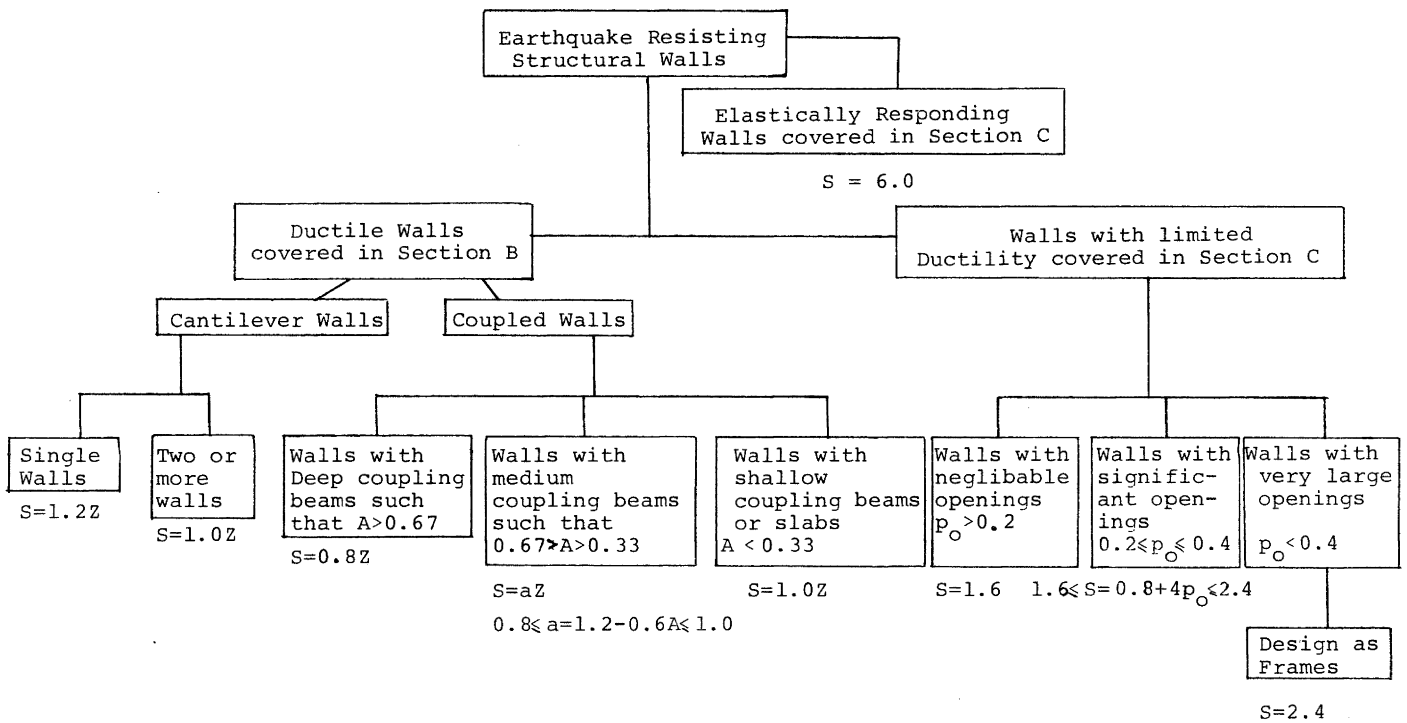 Earthquake Resisting
Structural Walls
Elastically Responding
Walls covered in Section C
S = 6.0
Ductile Walls
covered in Section B
Walls with limited
Ductility covered in Section C
Cantilever Walls
Coupled Walls
Single
Walls
S=1.2Z
Two or
more
walls
S=1.0Z
Walls with
Deep coupling
beams such
that A>0.67
S=0.8Z
Walls with
medium
coupling beams
such that
0.67>A>0.33
S=aZ
0.8⩽a=1.2-0.6A⩽1.0
Walls with
shallow
coupling beams
or slabs
A<0.33
S=1.0Z
Walls with
neglibable
openings
p_o>0.2
S=1.6
Walls with
signific-
ant open-
ings
0.2⩽p_o⩽0.4
1.6⩽S=0.8+4p_o⩽2.4
Walls with
very large
openings
p_o<0.4
Design as
Frames
S=2.4